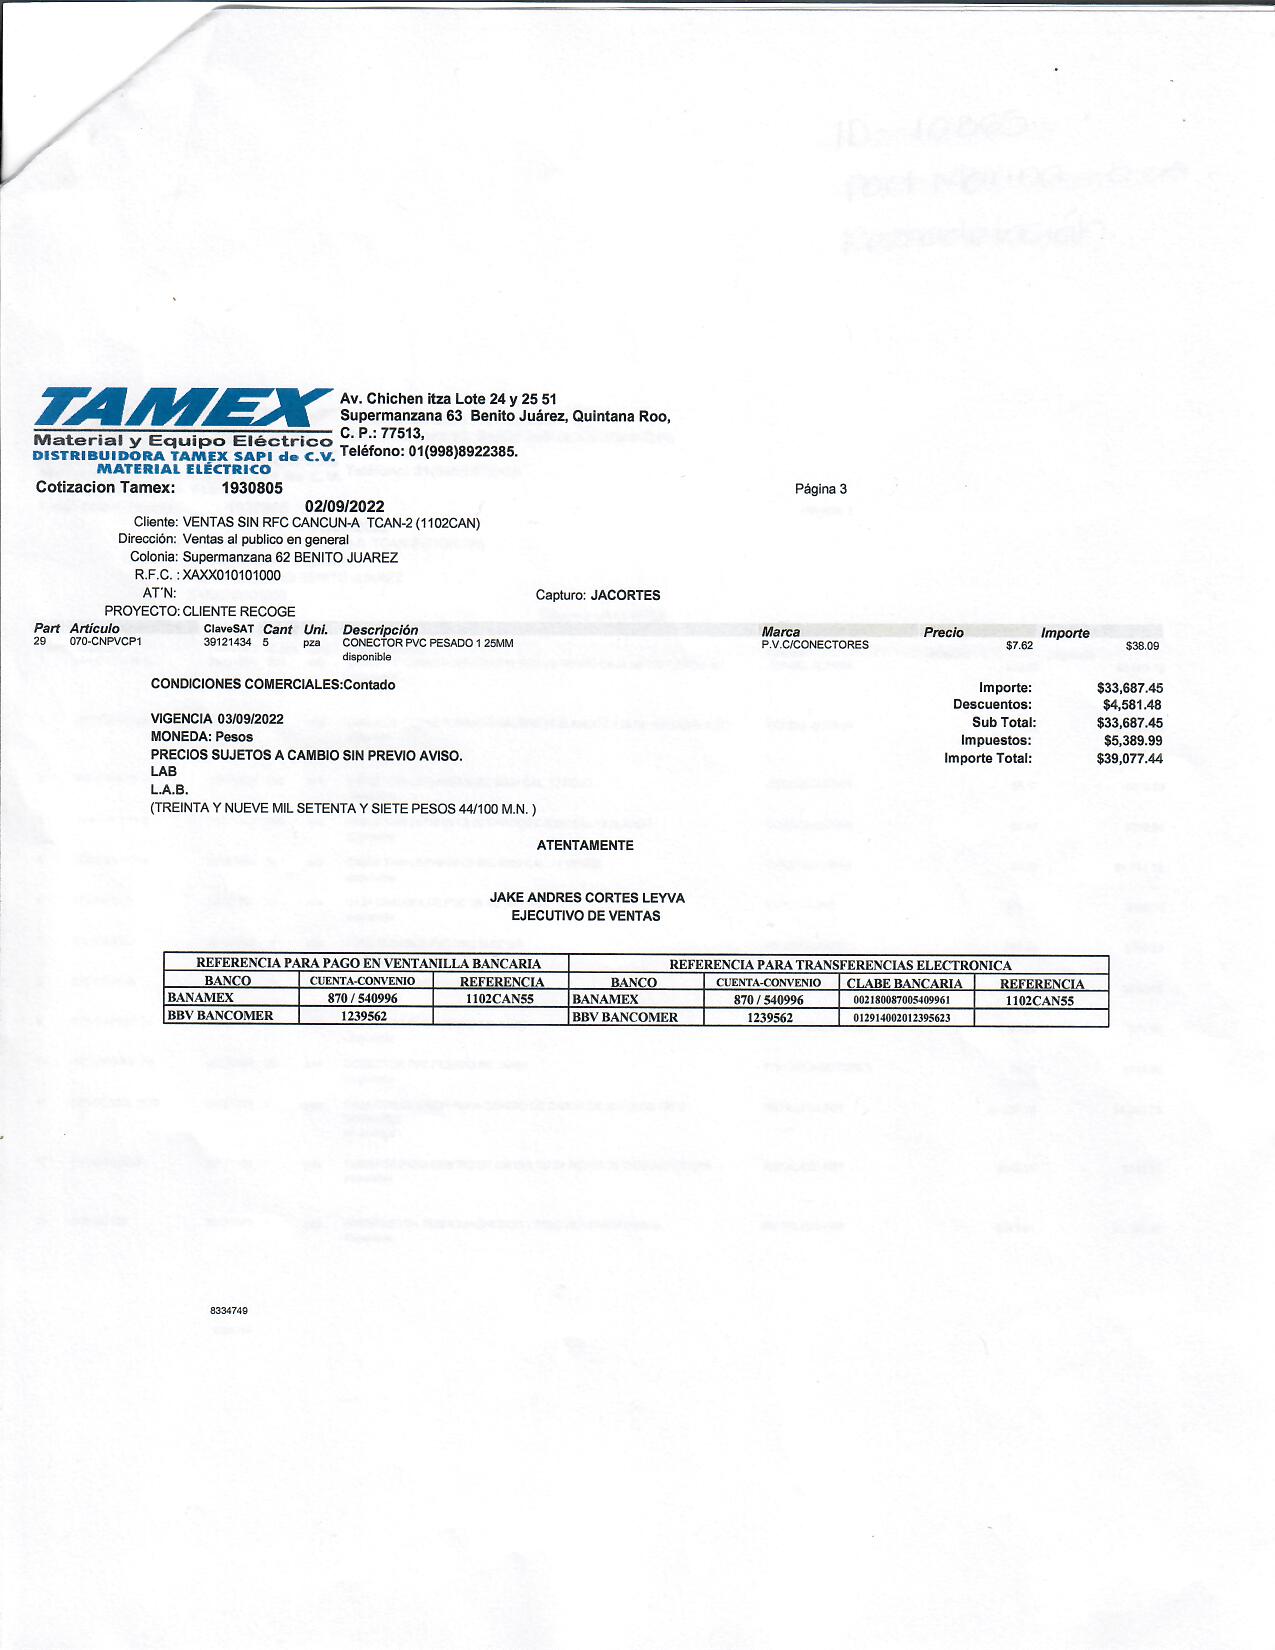 TAMEX
Material y Equipo Eléctrico
DISTRIBUIDORA TAMEX SAPI de C.V.
MATERIAL ELÉCTRICO
Av. Chichen itza Lote 24 y 25 51
Supermanzana 63 Benito Juárez, Quintana Roo,
C. P.: 77513,
Teléfono: 01(998)8922385.
Cotizacion Tamex: 1930805
Página 3
02/09/2022
Cliente: VENTAS SIN RFC CANCUN-A TCAN-2 (1102CAN)
Dirección: Ventas al publico en general
Colonia: Supermanzana 62 BENITO JUAREZ
R.F.C. : XAXX010101000
AT'N:
Capturo: JACORTES
PROYECTO: CLIENTE RECOGE
Part Artículo ClaveSAT Cant Uni. Descripción Marca Precio Importe
29 070-CNPVCP1 39121434 5 pza CONECTOR PVC PESADO 1 25MM P.V.C/CONECTORES $7.62 $38.09
disponible
CONDICIONES COMERCIALES:Contado
Importe: $33,687.45
Descuentos: $4,581.48
VIGENCIA 03/09/2022
Sub Total: $33,687.45
MONEDA: Pesos
Impuestos: $5,389.99
PRECIOS SUJETOS A CAMBIO SIN PREVIO AVISO.
Importe Total: $39,077.44
LAB
L.A.B.
(TREINTA Y NUEVE MIL SETENTA Y SIETE PESOS 44/100 M.N. )
ATENTAMENTE
JAKE ANDRES CORTES LEYVA
EJECUTIVO DE VENTAS
REFERENCIA PARA PAGO EN VENTANILLA BANCARIA REFERENCIA PARA TRANSFERENCIAS ELECTRONICA
BANCO CUENTA-CONVENIO REFERENCIA BANCO CUENTA-CONVENIO CLABE BANCARIA REFERENCIA
BANAMEX 870 / 540996 1102CAN55 BANAMEX 870 / 540996 002180087005409961 1102CAN55
BBV BANCOMER 1239562 BBV BANCOMER 1239562 012914002012395623
8334749